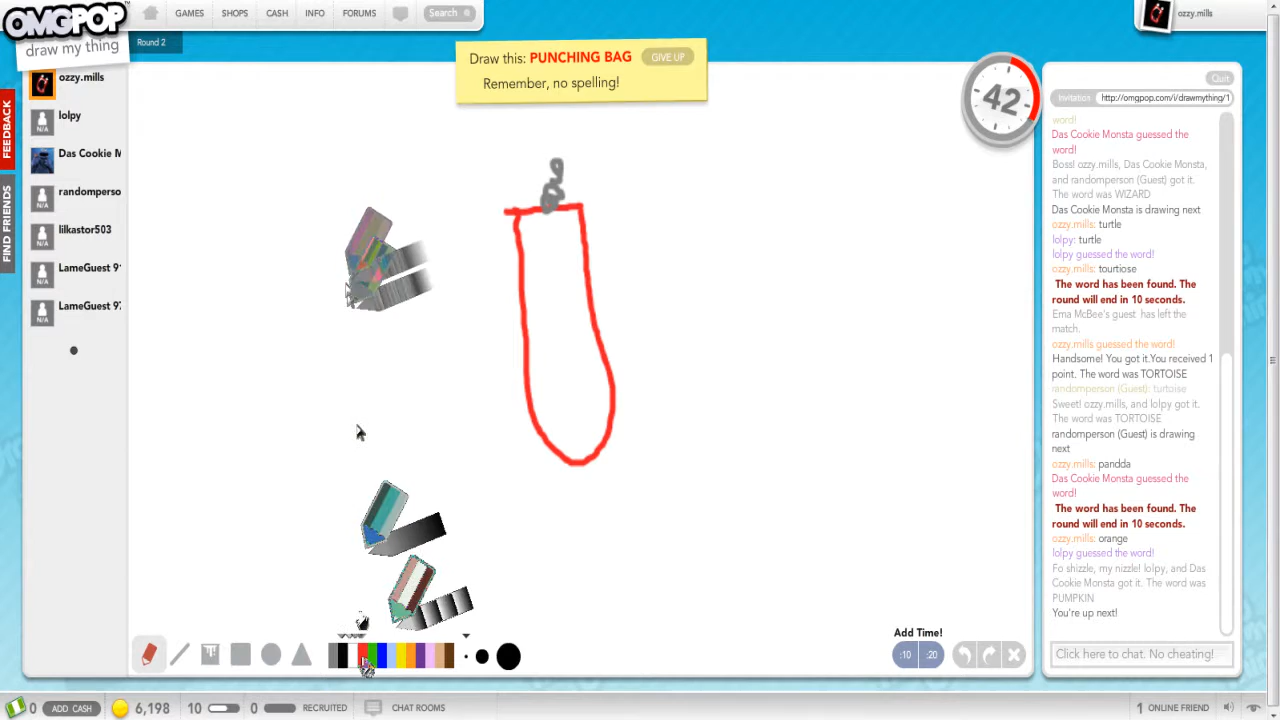 OMGPOP
draw my thing
GAMES SHOPS CASH INFO FORUMS Search
ozzy.mills
Round 2
Draw this: PUNCHING BAG GIVE UP
Remember, no spelling!
42
FEEDBACK
FIND FRIENDS
ozzy.mills
lolpy
N/A
Das Cookie M
randomperso
N/A
lilkastor503
N/A
LameGuest 9
N/A
LameGuest 97
N/A
Quit
Invitation http://omgpop.com/i/drawmything/1
word!
Das Cookie Monsta guessed the
word!
Boss! ozzy.mills, Das Cookie Monsta,
and randomperson (Guest) got it.
The word was WIZARD
Das Cookie Monsta is drawing next
ozzy.mills: turtle
lolpy: turtle
lolpy guessed the word!
ozzy.mills: tourtiose
The word has been found. The
round will end in 10 seconds.
Ema McBee's guest has left the
match.
ozzy.mills guessed the word!
Handsome! You got it.You received 1
point. The word was TORTOISE
randomperson (Guest): turtoise
Sweet! ozzy.mills, and lolpy got it.
The word was TORTOISE
randomperson (Guest) is drawing
next
ozzy.mills: pandda
Das Cookie Monsta guessed the
word!
The word has been found. The
round will end in 10 seconds.
ozzy.mills: orange
lolpy guessed the word!
Fo shizzle, my nizzle! lolpy, and Das
Cookie Monsta got it. The word was
PUMPKIN
You're up next!
Add Time!
:10 :20
Click here to chat. No cheating!
0 ADD CASH 6,198 10 0 RECRUITED CHAT ROOMS 1 ONLINE FRIEND